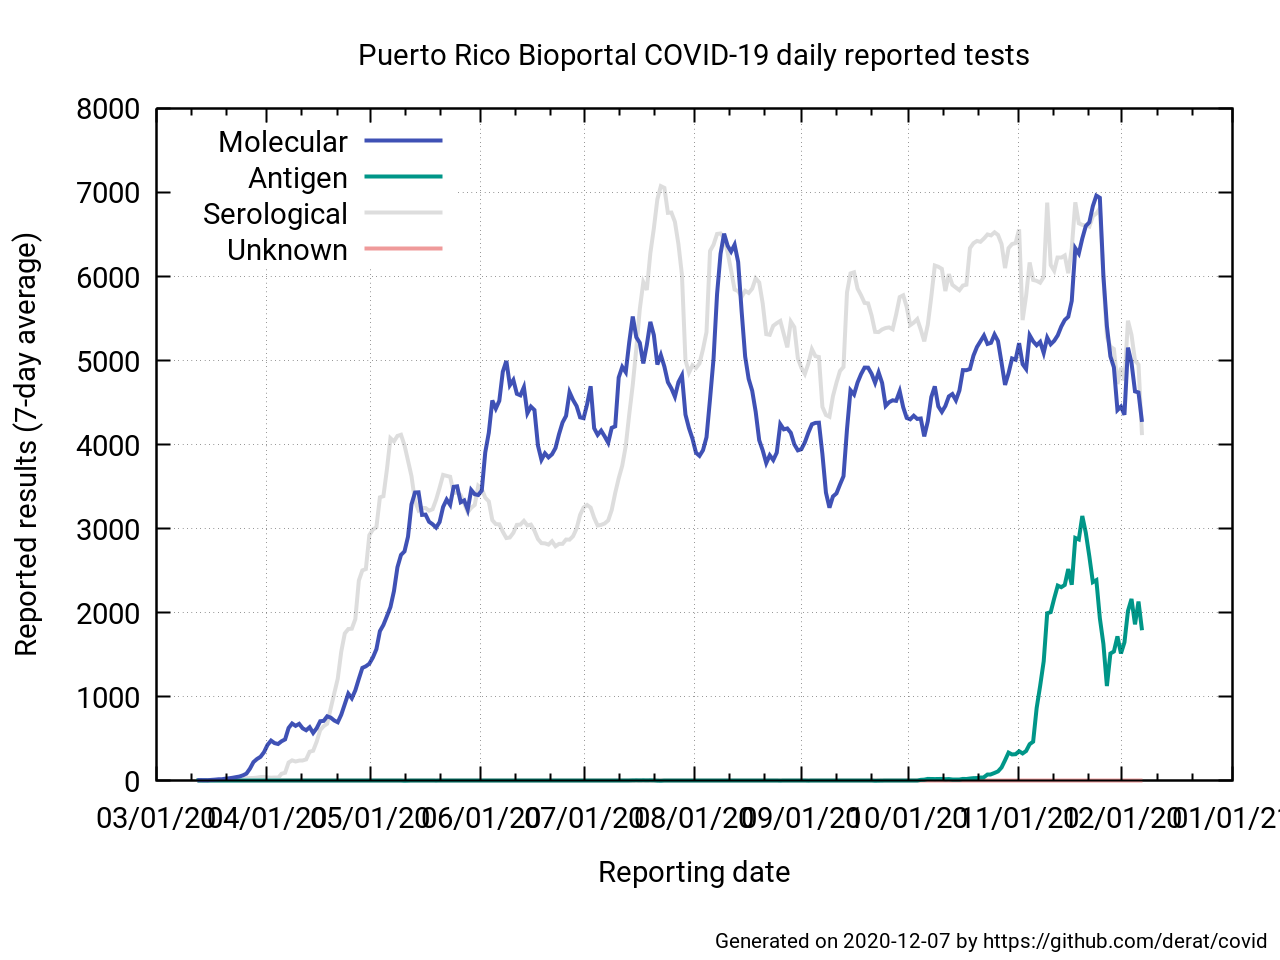 Puerto Rico Bioportal COVID-19 daily reported tests
8000
7000
6000
5000
4000
3000
2000
1000
0
Molecular
Antigen
Serological
Unknown
Reported results (7-day average)
03/01/20 04/01/20 05/01/20 06/01/20 07/01/20 08/01/20 09/01/20 10/01/20 11/01/20 12/01/20 01/01/21
Reporting date
Generated on 2020-12-07 by https://github.com/derat/covid